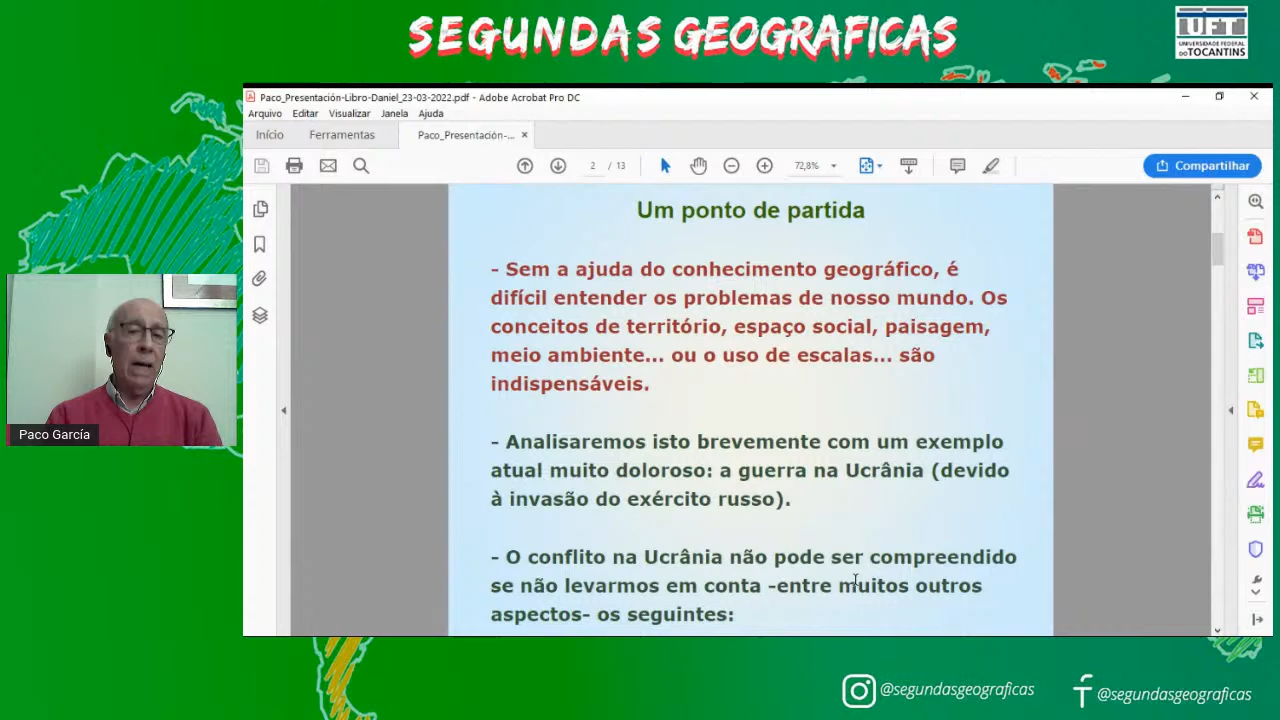 SEGUNDAS GEOGRAFICAS
UFT
UNIVERSIDADE FEDERAL
DO TOCANTINS
Paco_Presentación-Libro-Daniel_23-03-2022.pdf - Adobe Acrobat Pro DC
Arquivo Editar Visualizar Janela Ajuda
Início Ferramentas Paco_Presentación-... ×
2 / 13 72,8% Compartilhar
Um ponto de partida
- Sem a ajuda do conhecimento geográfico, é
difícil entender os problemas de nosso mundo. Os
conceitos de território, espaço social, paisagem,
meio ambiente... ou o uso de escalas... são
indispensáveis.
- Analisaremos isto brevemente com um exemplo
atual muito doloroso: a guerra na Ucrânia (devido
à invasão do exército russo).
- O conflito na Ucrânia não pode ser compreendido
se não levarmos em conta -entre muitos outros
aspectos- os seguintes:
Paco García
@segundasgeograficas
@segundasgeograficas